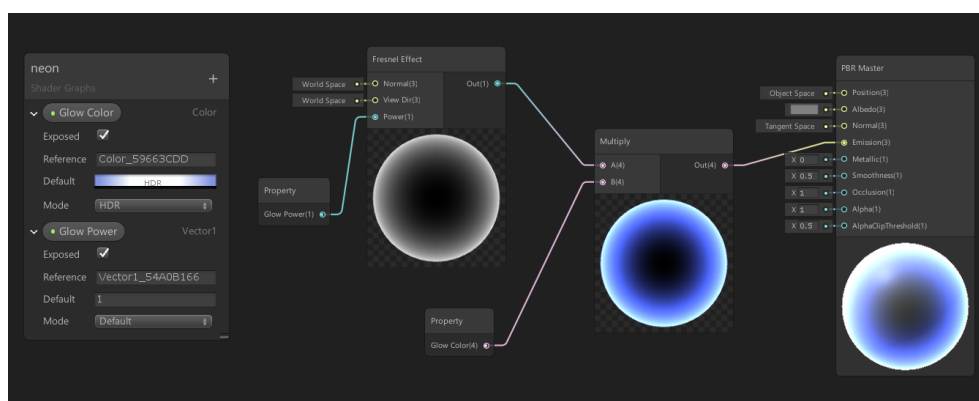 neon
Shader Graphs
+
Glow Color
Color
Exposed
Reference
Color_59663CDD
Default
HDR
Mode
HDR
Glow Power
Vector1
Exposed
Reference
Vector1_54A0B166
Default
1
Mode
Default
Property
Glow Power(1)
Fresnel Effect
World Space
Normal(3)
Out(1)
World Space
View Dir(3)
Power(1)
Property
Glow Color(4)
Multiply
A(4)
Out(4)
B(4)
PBR Master
Object Space
Position(3)
Albedo(3)
Tangent Space
Normal(3)
Emission(3)
X 0
Metallic(1)
X 0.5
Smoothness(1)
X 1
Occlusion(1)
X 1
Alpha(1)
X 0.5
AlphaClipThreshold(1)